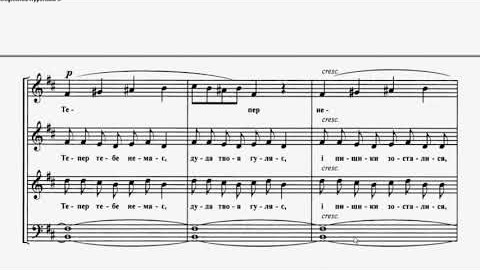 p cresc.
Те- пер не-
cresc.
Те-пер те-бе не-ма-є, ду-да тво-я гу-ля-є, і пи-щи-ки зо-ста-ли-ся,
cresc.
Те-пер те-бе не-ма-є, ду-да тво-я гу-ля-є, і пи-щи-ки зо-ста-ли-ся,
cresc.